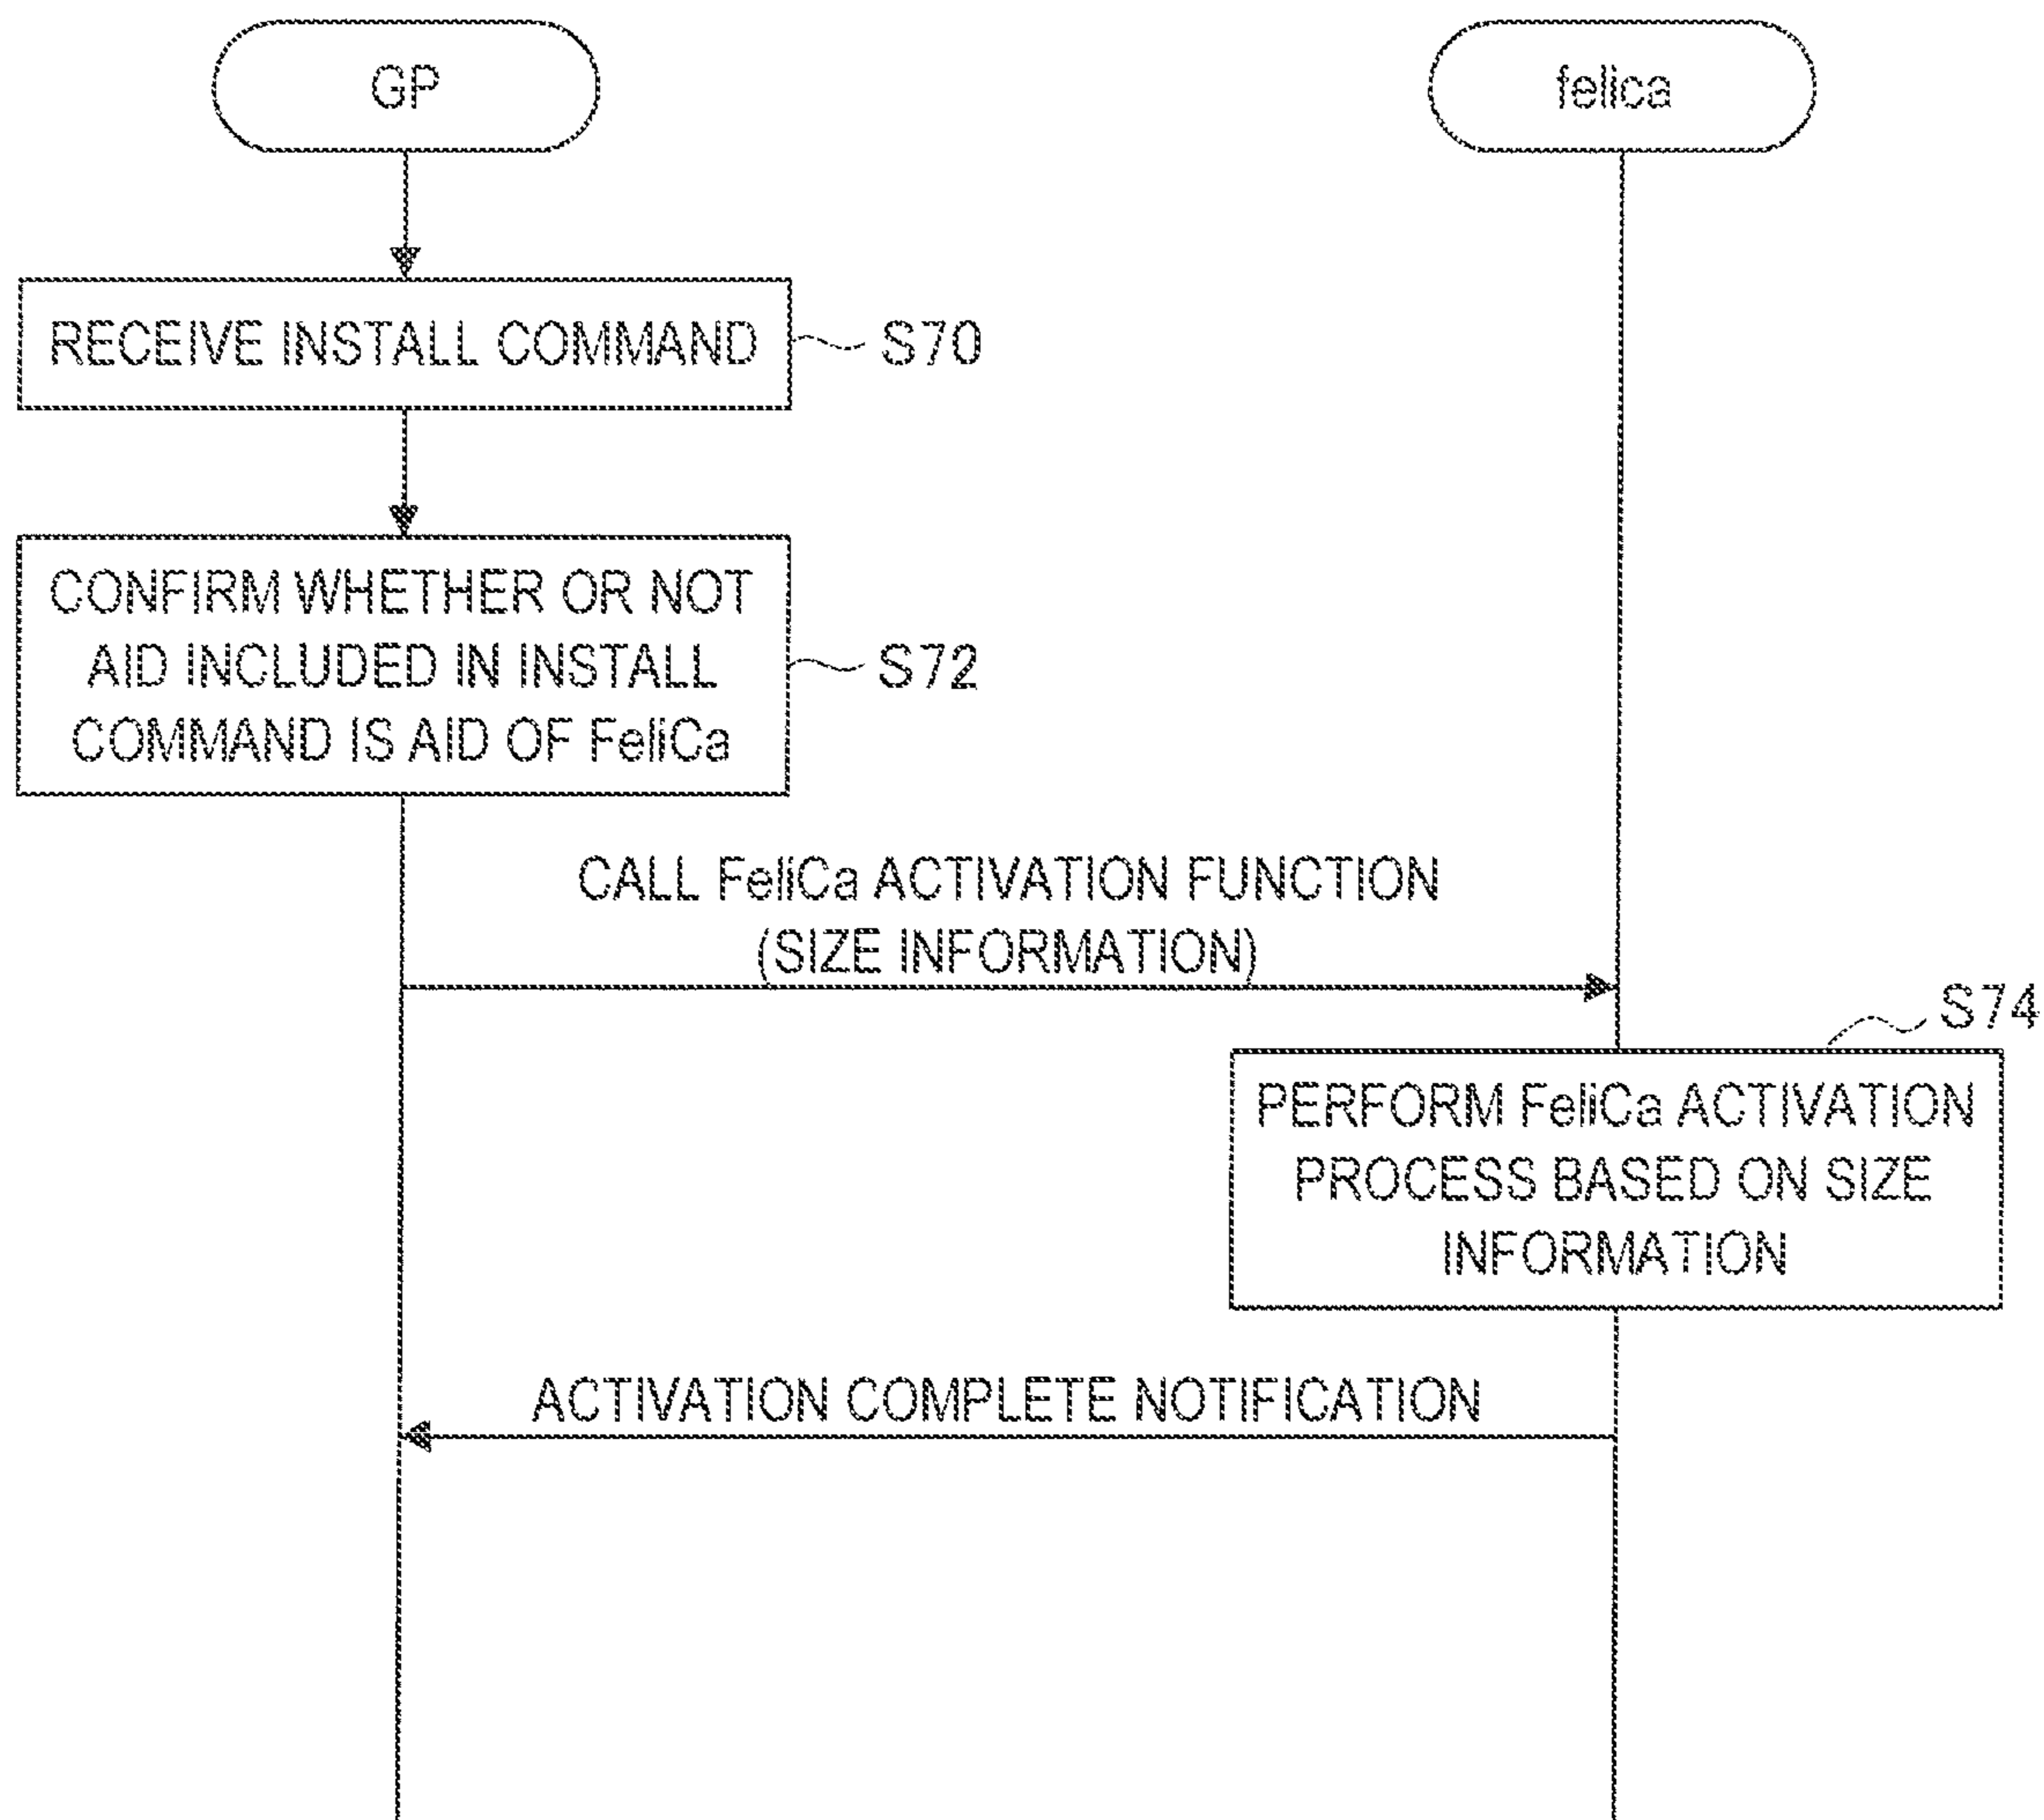 GP
felica
RECEIVE INSTALL COMMAND
S70
CONFIRM WHETHER OR NOT
AID INCLUDED IN INSTALL
COMMAND IS AID OF FeliCa
S72
CALL FeliCa ACTIVATION FUNCTION
(SIZE INFORMATION)
S74
PERFORM FeliCa ACTIVATION
PROCESS BASED ON SIZE
INFORMATION
ACTIVATION COMPLETE NOTIFICATION